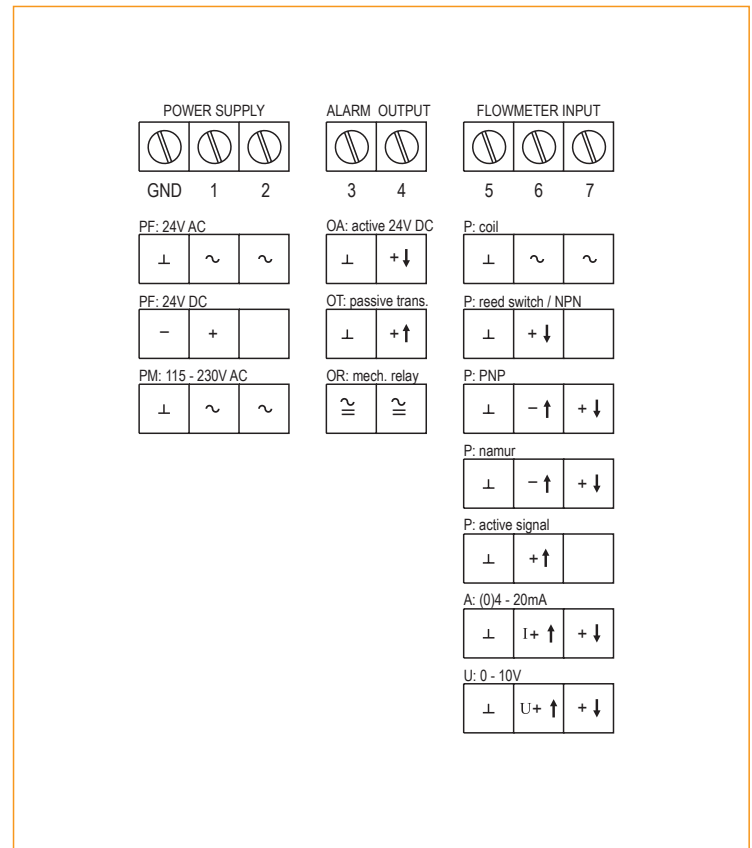 POWER SUPPLY ALARM OUTPUT FLOWMETER INPUT
GND 1 2 3 4 5 6 7
PF: 24V AC OA: active 24V DC P: coil
⊥ ~ ~ ⊥ +↓ ⊥ ~ ~
PF: 24V DC OT: passive trans. P: reed switch / NPN
− + ⊥ +↑ ⊥ +↓
PM: 115 - 230V AC OR: mech. relay P: PNP
⊥ ~ ~ ≅ ≅ ⊥ −↑ +↓
P: namur
⊥ −↑ +↓
P: active signal
⊥ +↑
A: (0)4 - 20mA
⊥ I+ ↑ +↓
U: 0 - 10V
⊥ U+ ↑ +↓